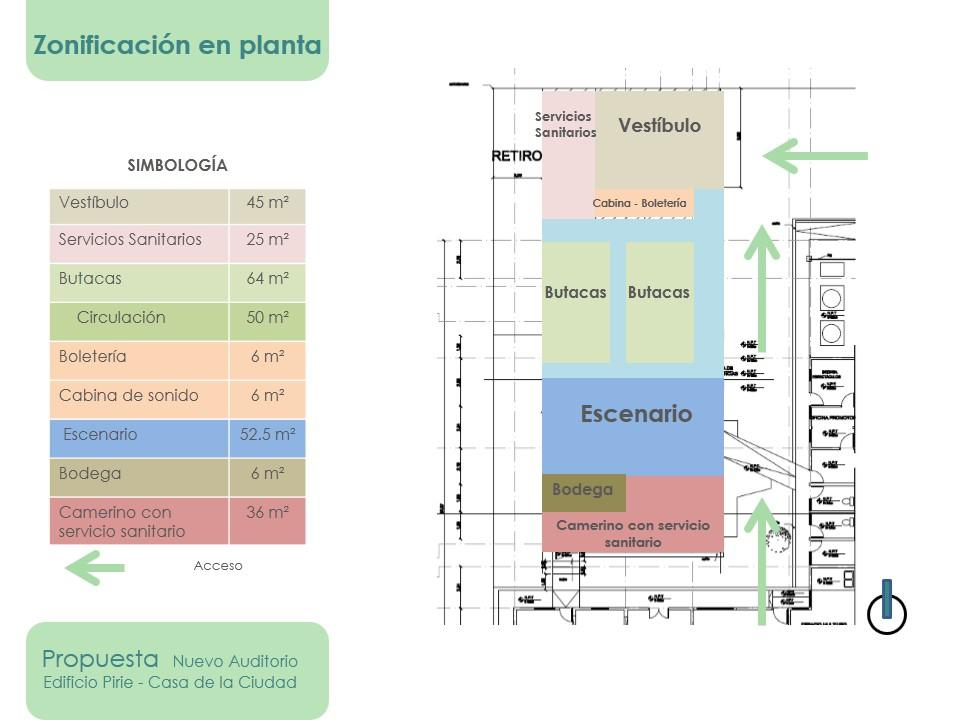 Zonificación en planta
SIMBOLOGÍA
Vestíbulo 45 m²
Servicios Sanitarios 25 m²
Butacas 64 m²
Circulación 50 m²
Boletería 6 m²
Cabina de sonido 6 m²
Escenario 52.5 m²
Bodega 6 m²
Camerino con
servicio sanitario 36 m²
Acceso
Propuesta Nuevo Auditorio
Edificio Pirie - Casa de la Ciudad
Servicios
Sanitarios
Vestíbulo
RETIRO
Cabina - Boletería
Butacas Butacas
Escenario
Bodega
Camerino con servicio
sanitario